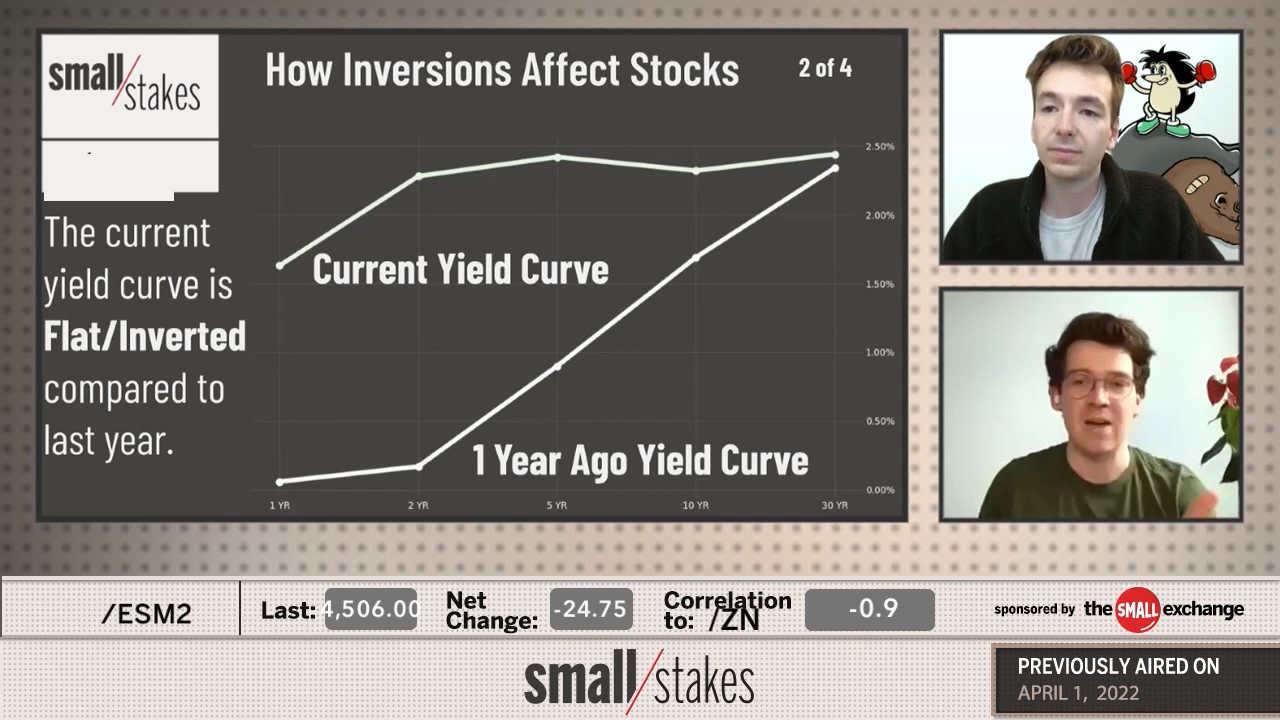 small/stakes
How Inversions Affect Stocks
2 of 4
The current
yield curve is
Flat/Inverted
compared to
last year.
2.50%
2.00%
1.50%
1.00%
0.50%
0.00%
Current Yield Curve
1 Year Ago Yield Curve
1 YR
2 YR
5 YR
10 YR
30 YR
/ESM2
Last: 4,506.00
Net
Change: -24.75
Correlation
to: /ZN -0.9
sponsored by the SMALL exchange
small/stakes
PREVIOUSLY AIRED ON
APRIL 1, 2022